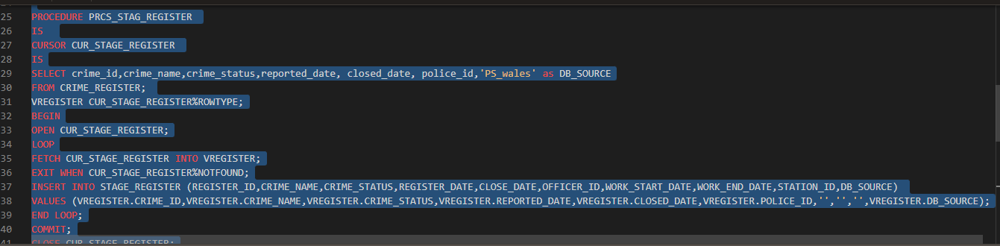 25 PROCEDURE PRCS_STAG_REGISTER
26 IS
27 CURSOR CUR_STAGE_REGISTER
28 IS
29 SELECT crime_id,crime_name,crime_status,reported_date, closed_date, police_id,'PS_wales' as DB_SOURCE
30 FROM CRIME_REGISTER;
31 VREGISTER CUR_STAGE_REGISTER%ROWTYPE;
32 BEGIN
33 OPEN CUR_STAGE_REGISTER;
34 LOOP
35 FETCH CUR_STAGE_REGISTER INTO VREGISTER;
36 EXIT WHEN CUR_STAGE_REGISTER%NOTFOUND;
37 INSERT INTO STAGE_REGISTER (REGISTER_ID,CRIME_NAME,CRIME_STATUS,REGISTER_DATE,CLOSE_DATE,OFFICER_ID,WORK_START_DATE,WORK_END_DATE,STATION_ID,DB_SOURCE)
38 VALUES (VREGISTER.CRIME_ID,VREGISTER.CRIME_NAME,VREGISTER.CRIME_STATUS,VREGISTER.REPORTED_DATE,VREGISTER.CLOSED_DATE,VREGISTER.POLICE_ID,'','','',VREGISTER.DB_SOURCE);
39 END LOOP;
40 COMMIT;
41 CLOSE CUR_STAGE_REGISTER;